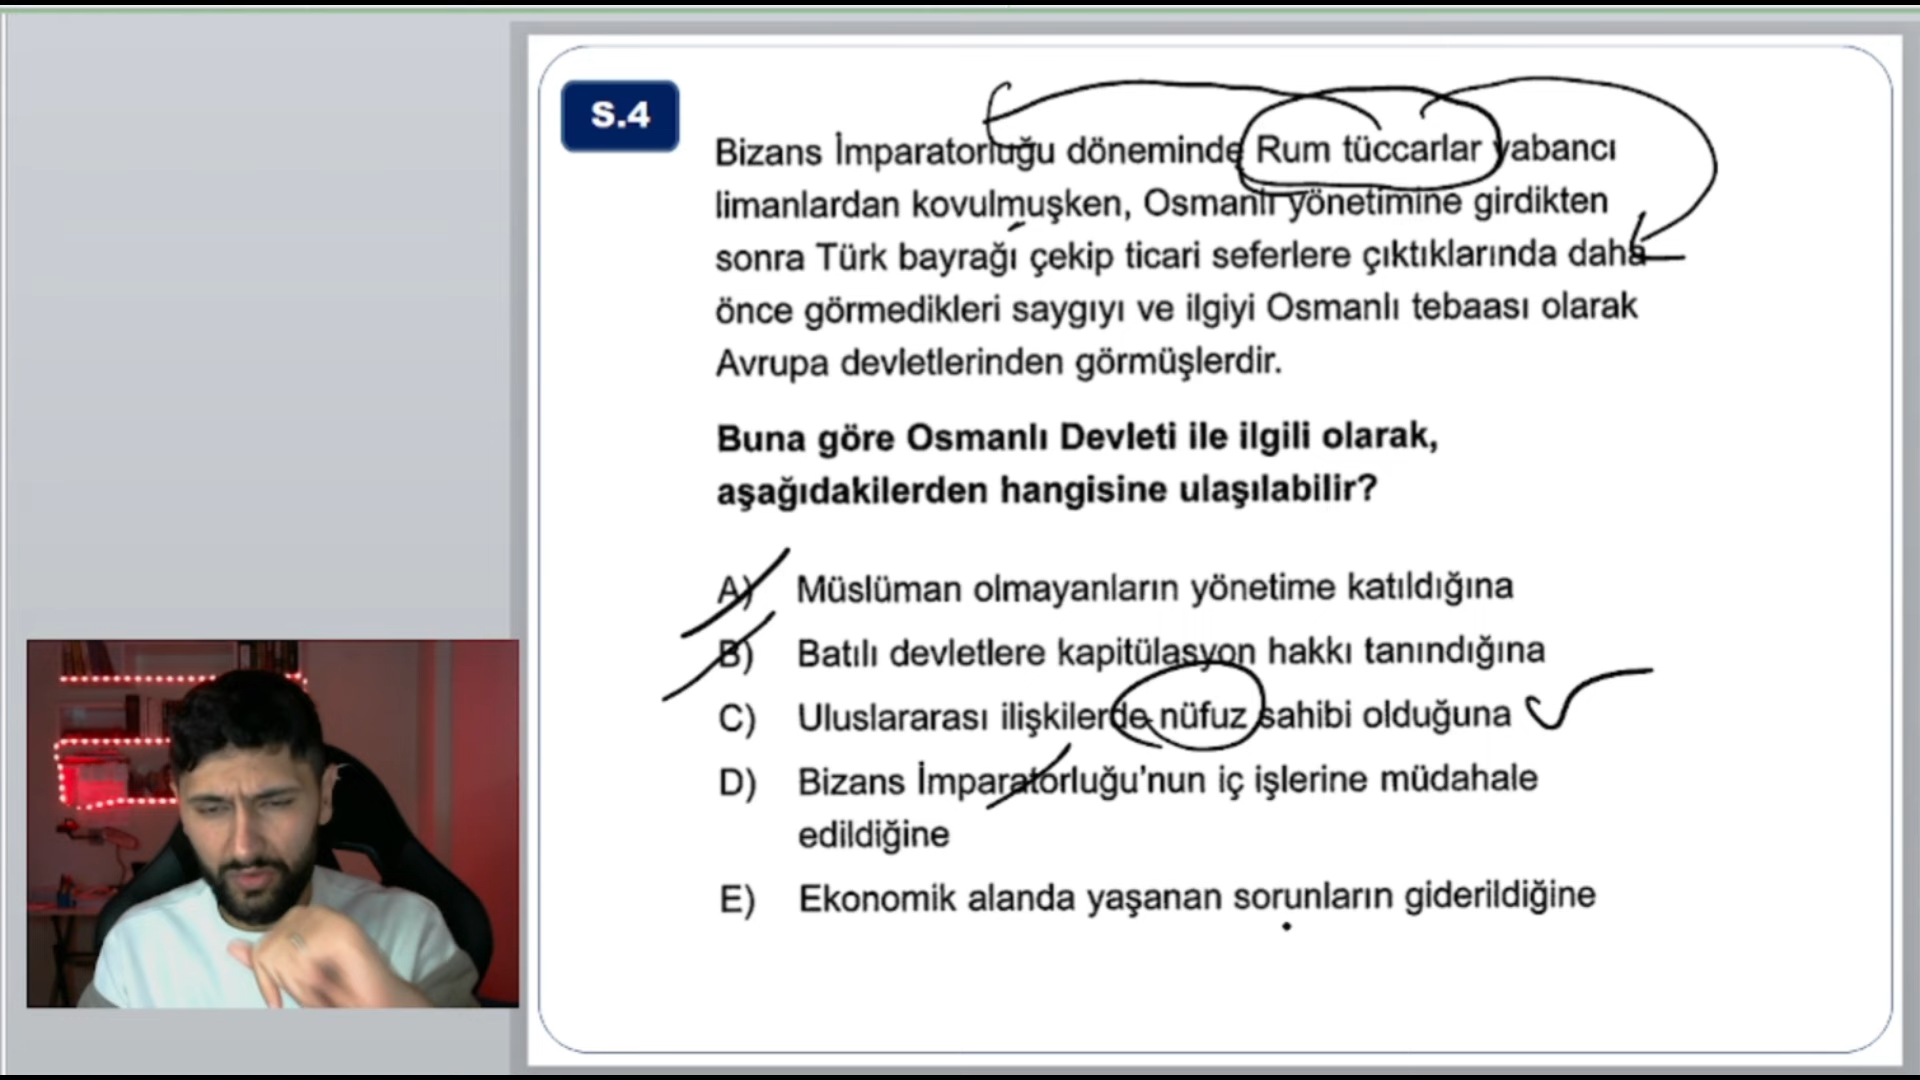 S.4
Bizans İmparatorluğu döneminde Rum tüccarlar yabancı
limanlardan kovulmuşken, Osmanlı yönetimine girdikten
sonra Türk bayrağı çekip ticari seferlere çıktıklarında daha
önce görmedikleri saygıyı ve ilgiyi Osmanlı tebaası olarak
Avrupa devletlerinden görmüşlerdir.
Buna göre Osmanlı Devleti ile ilgili olarak,
aşağıdakilerden hangisine ulaşılabilir?
A) Müslüman olmayanların yönetime katıldığına
B) Batılı devletlere kapitülasyon hakkı tanındığına
C) Uluslararası ilişkilerde nüfuz sahibi olduğuna
D) Bizans İmparatorluğu'nun iç işlerine müdahale
edildiğine
E) Ekonomik alanda yaşanan sorunların giderildiğine